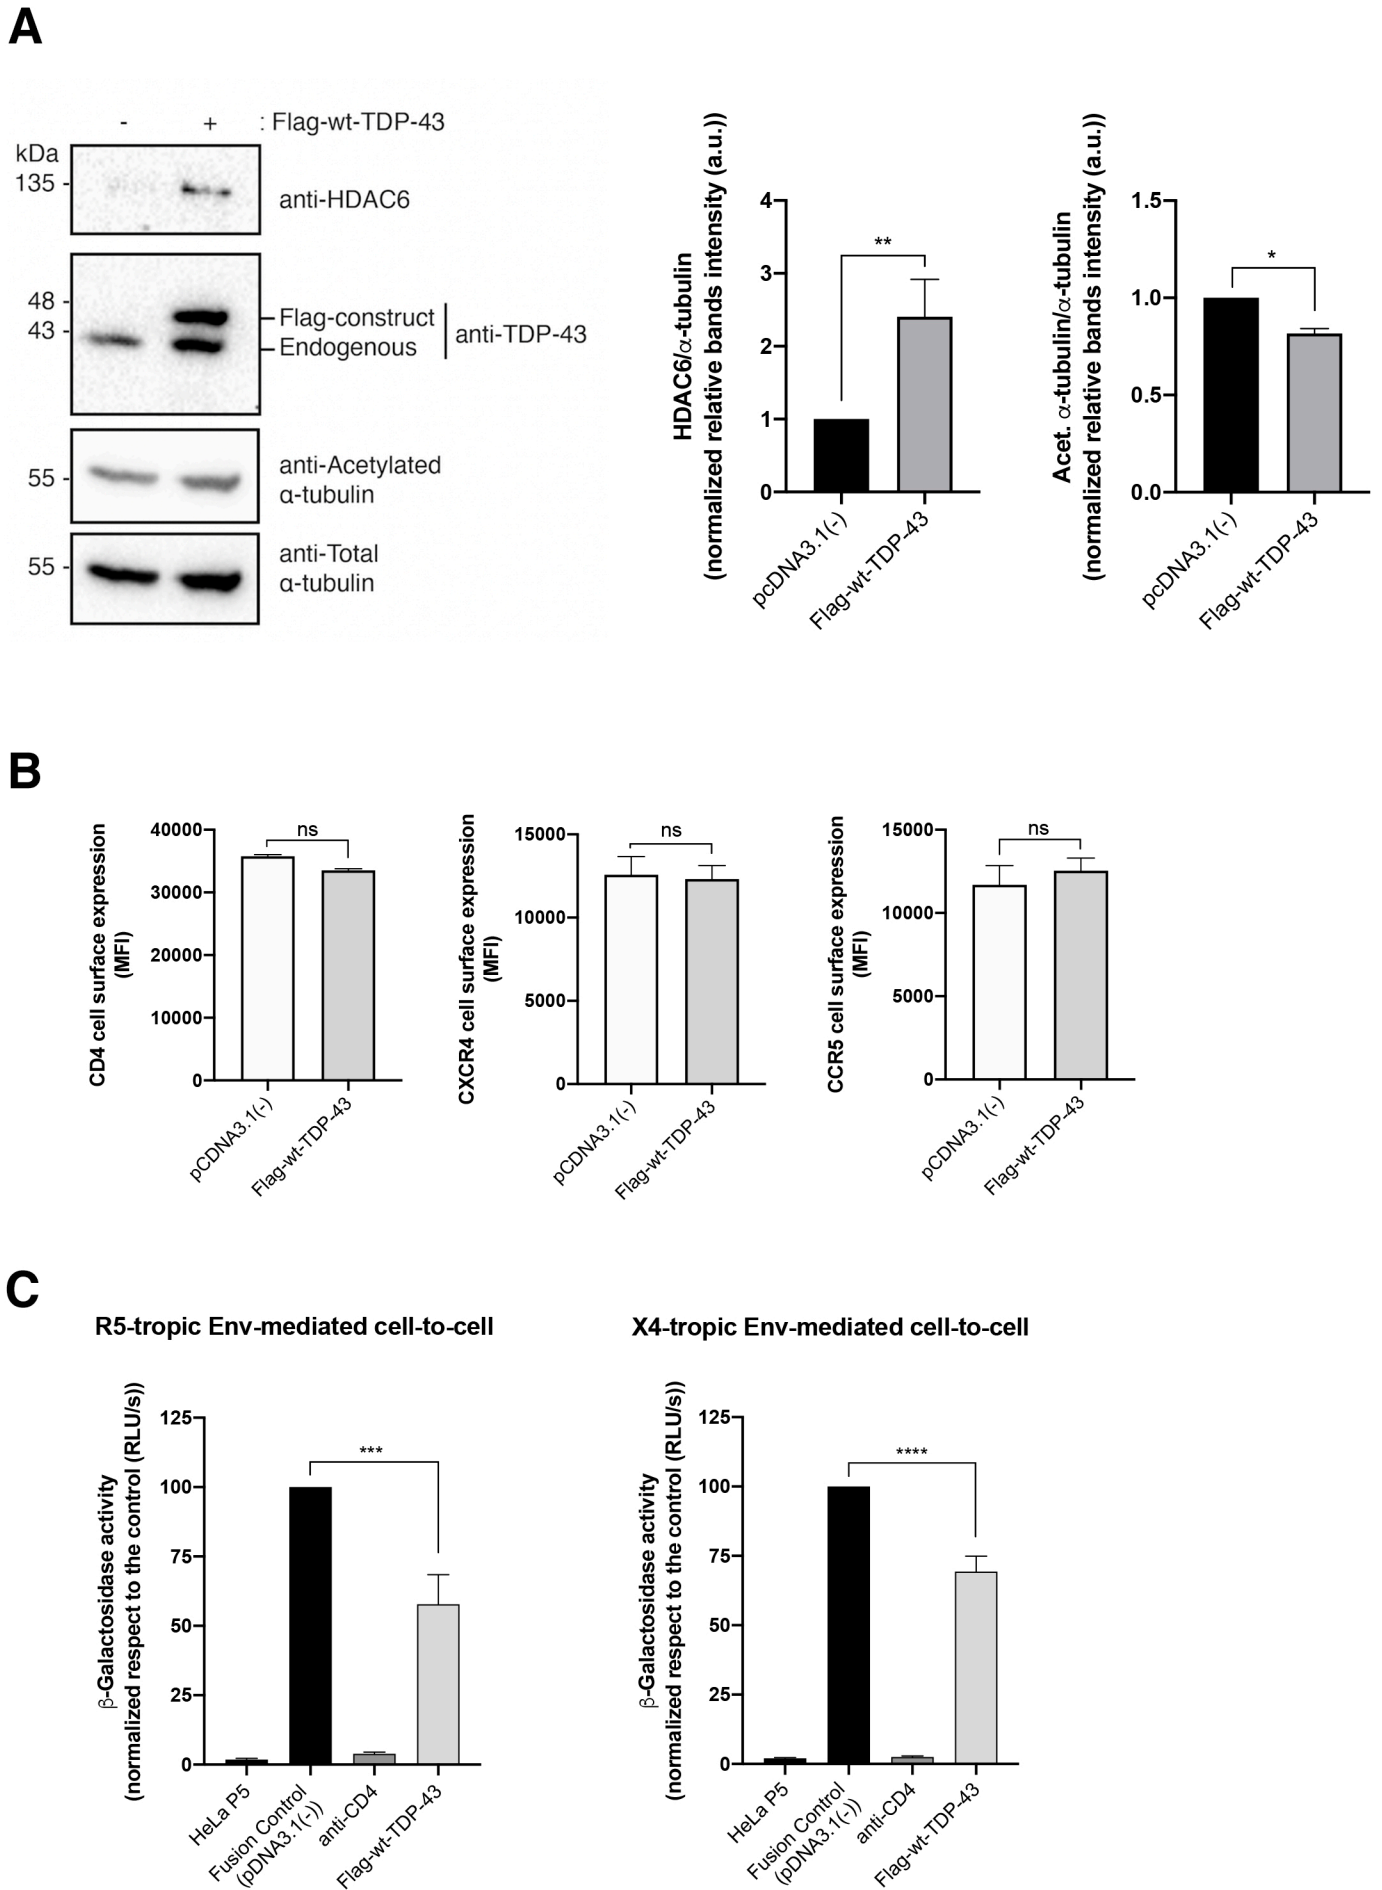 A
- + : Flag-wt-TDP-43
kDa
135
anti-HDAC6
48
43
Flag-construct
Endogenous
anti-TDP-43
55
anti-Acetylated
α-tubulin
55
anti-Total
α-tubulin
HDAC6/α-tubulin
(normalized relative bands intensity (a.u.))
4
3
2
1
0
**
pcDNA3.1(-)
Flag-wt-TDP-43
Acet. α-tubulin/α-tubulin
(normalized relative bands intensity (a.u.))
1.5
1.0
0.5
0.0
*
pcDNA3.1(-)
Flag-wt-TDP-43
B
CD4 cell surface expression
(MFI)
40000
30000
20000
10000
0
ns
pCDNA3.1(-)
Flag-wt-TDP-43
CXCR4 cell surface expression
(MFI)
15000
10000
5000
0
ns
pCDNA3.1(-)
Flag-wt-TDP-43
CCR5 cell surface expression
(MFI)
15000
10000
5000
0
ns
pCDNA3.1(-)
Flag-wt-TDP-43
C
R5-tropic Env-mediated cell-to-cell
β-Galactosidase activity
(normalized respect to the control (RLU/s))
125
100
75
50
25
0
***
HeLa P5
Fusion Control
(pDNA3.1(-))
anti-CD4
Flag-wt-TDP-43
X4-tropic Env-mediated cell-to-cell
β-Galactosidase activity
(normalized respect to the control (RLU/s))
125
100
75
50
25
0
****
HeLa P5
Fusion Control
(pDNA3.1(-))
anti-CD4
Flag-wt-TDP-43